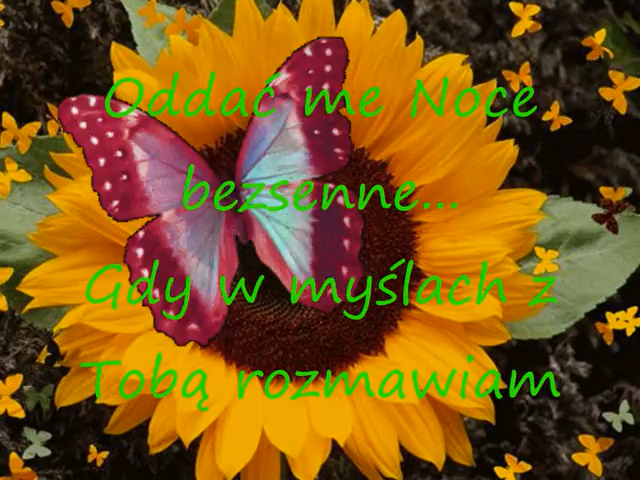 Oddać me Noce
bezsenne...
Gdy w myślach z
Tobą rozmawiam